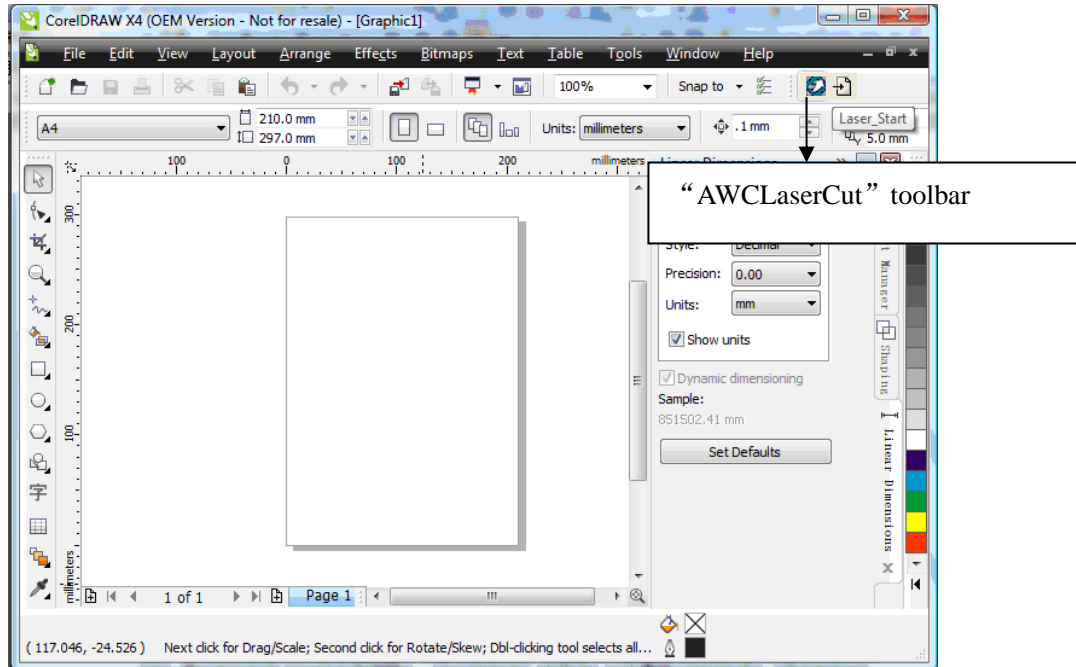 CorelDRAW X4 (OEM Version - Not for resale) - [Graphic1]
File Edit View Layout Arrange Effects Bitmaps Text Table Tools Window Help
100% Snap to
A4 210.0 mm 297.0 mm Units: millimeters .1 mm 5.0 mm
Laser_Start
100 0 100 200 millimeters
“AWCLaserCut” toolbar
300
200
100
millimeters
字
Precision: 0.00
Units: mm
Show units
Dynamic dimensioning
Sample:
851502.41 mm
Set Defaults
Manager
Shaping
Linear Dimensions
1 of 1 Page 1
( 117.046, -24.526 ) Next click for Drag/Scale; Second click for Rotate/Skew; Dbl-clicking tool selects all...